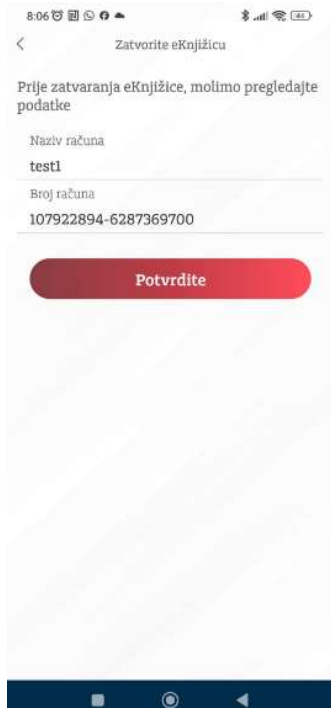 8:06
Zatvorite eKnjižicu
Prije zatvaranja eKnjižice, molimo pregledajte
podatke
Naziv računa
test1
Broj računa
107922894-6287369700
Potvrdite